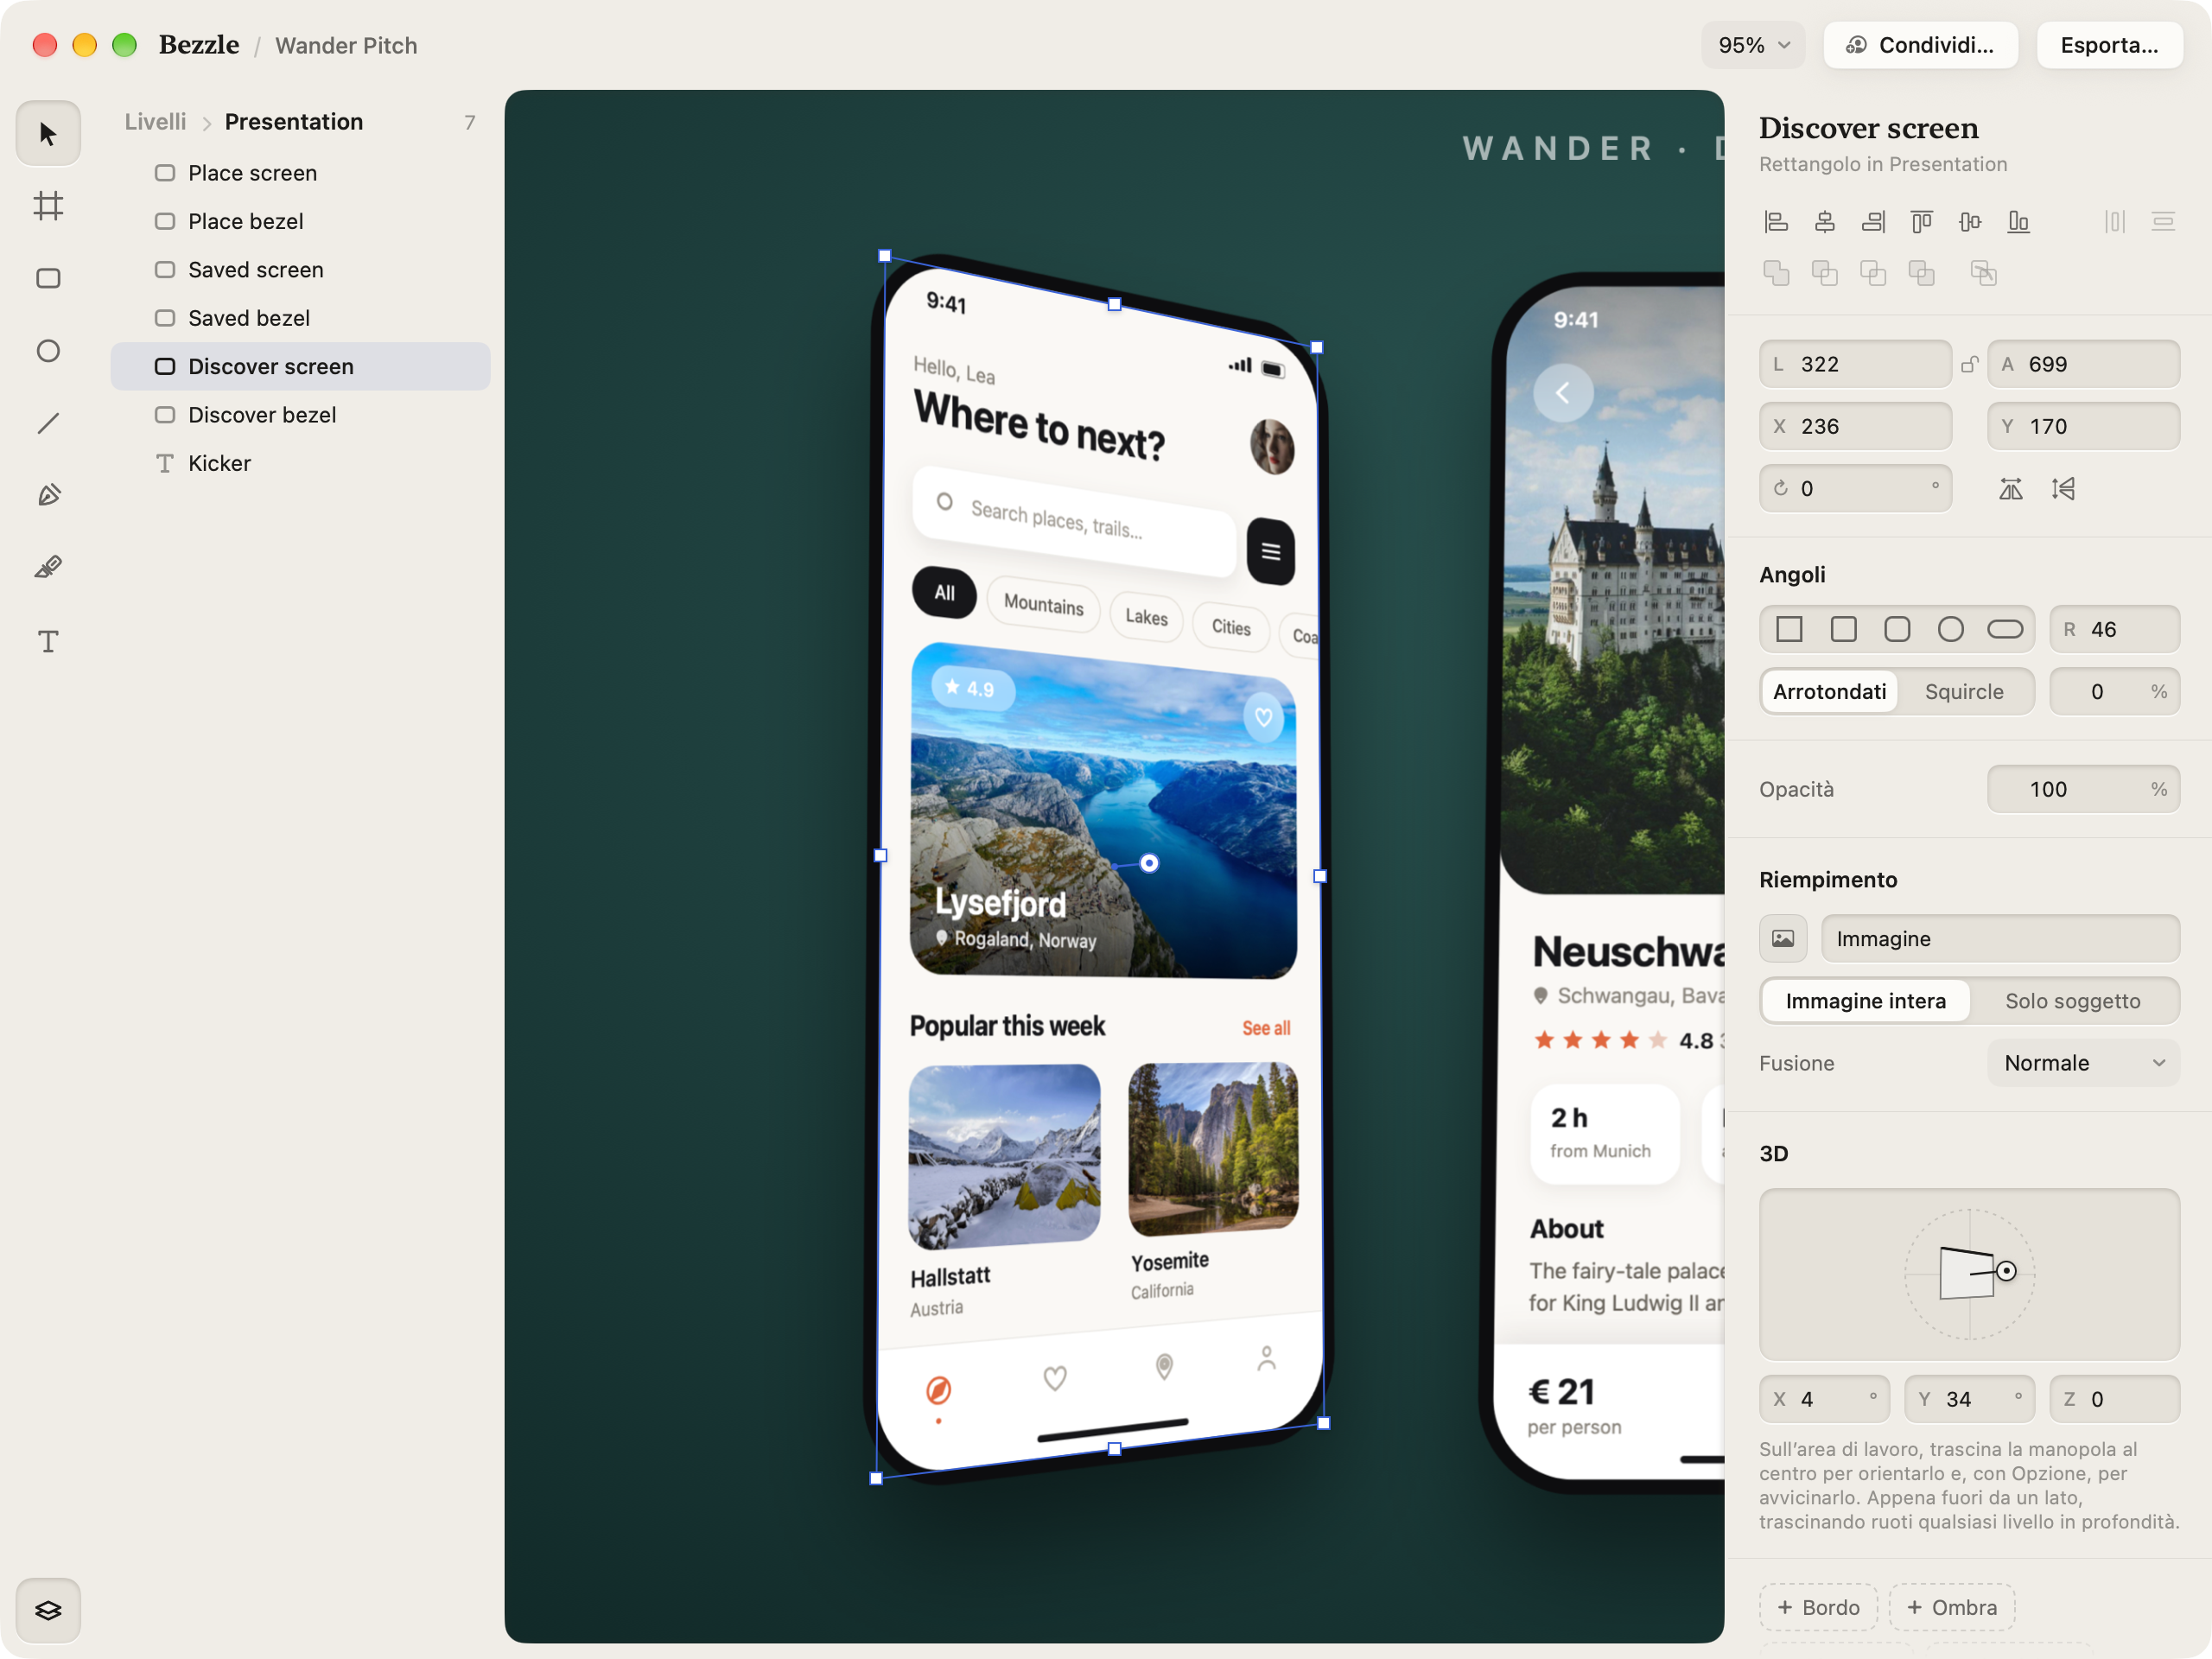 Bezzle / Wander Pitch
95%
Condividi...
Esporta...
Livelli > Presentation 7
Place screen
Place bezel
Saved screen
Saved bezel
Discover screen
Discover bezel
Kicker
WANDER ·
9:41
Hello, Lea
Where to next?
Search places, trails...
All
Mountains
Lakes
Cities
Coa
4.9
Lysefjord
Rogaland, Norway
Popular this week
See all
Hallstatt
Austria
Yosemite
California
9:41
Neuschwa
Schwangau, Bava
4.8
2 h
from Munich
About
The fairy-tale palace
for King Ludwig II an
€ 21
per person
Discover screen
Rettangolo in Presentation
L 322
A 699
X 236
Y 170
0 °
Angoli
R 46
Arrotondati
Squircle
0 %
Opacità
100 %
Riempimento
Immagine
Immagine intera
Solo soggetto
Fusione
Normale
3D
X 4 °
Y 34 °
Z 0
Sull’area di lavoro, trascina la manopola al
centro per orientarlo e, con Opzione, per
avvicinarlo. Appena fuori da un lato,
trascinando ruoti qualsiasi livello in profondità.
+ Bordo
+ Ombra